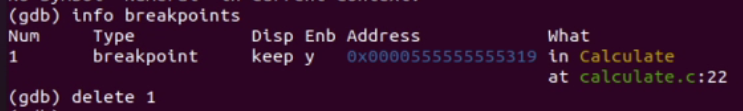 (gdb) info breakpoints
Num Type Disp Enb Address What
1 breakpoint keep y 0x0000555555555319 in Calculate
at calculate.c:22
(gdb) delete 1